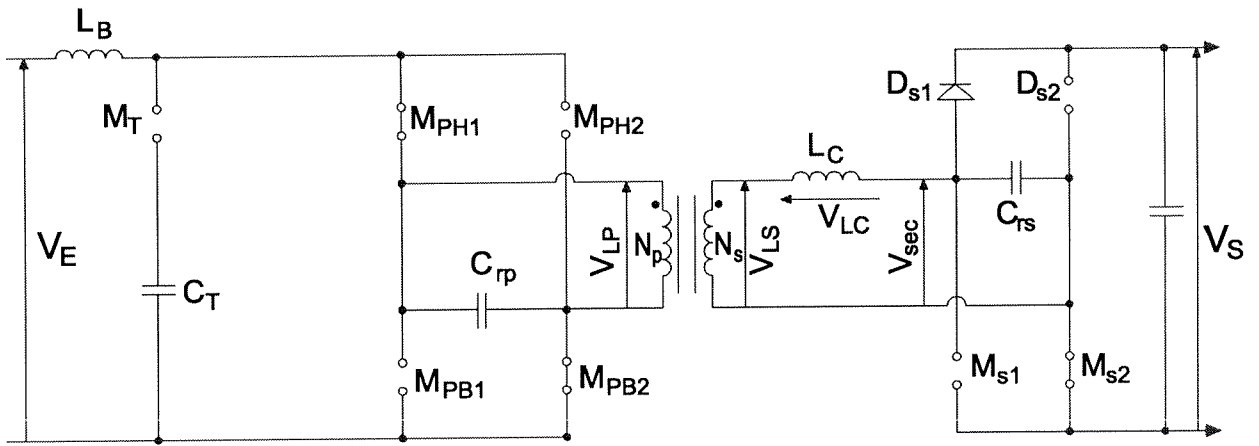 L_B
M_T
M_PH1
M_PH2
D_s1
D_s2
L_C
V_E
C_T
C_rp
V_LP
N_p
N_s
V_LS
V_LC
V_sec
C_rs
V_S
M_PB1
M_PB2
M_s1
M_s2